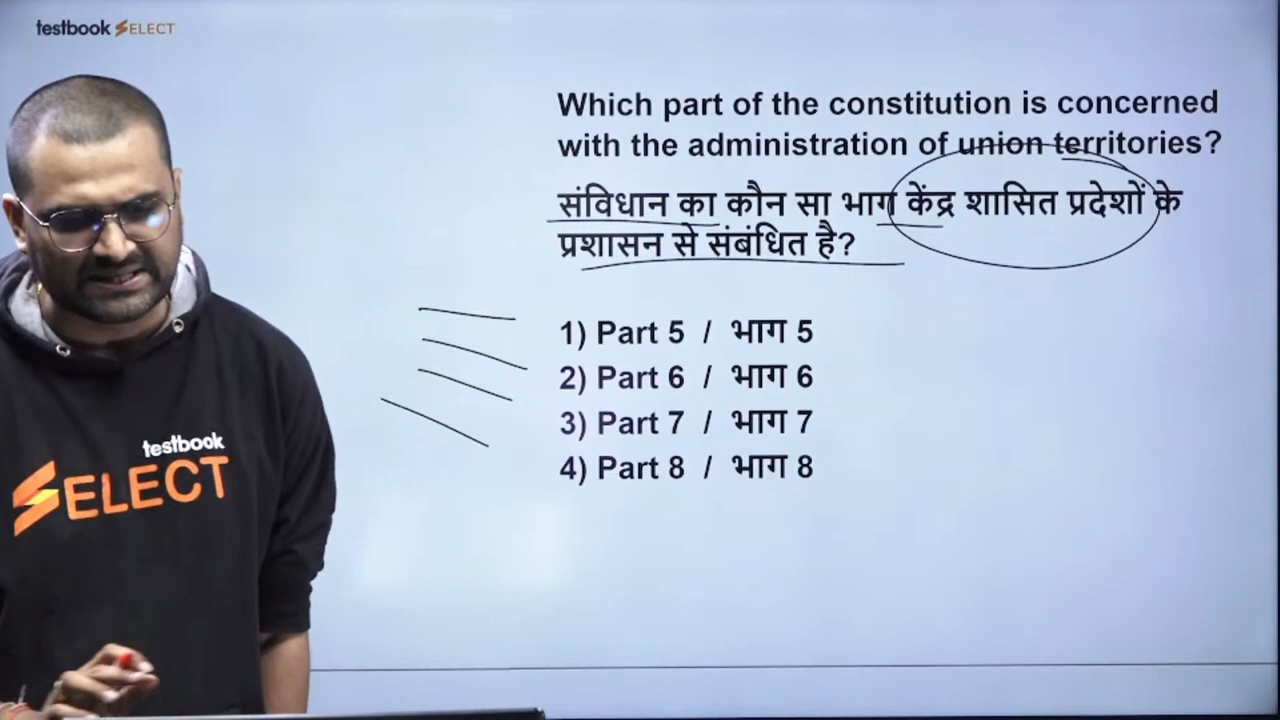 testbook SELECT
Which part of the constitution is concerned
with the administration of union territories?
संविधान का कौन सा भाग केंद्र शासित प्रदेशों के
प्रशासन से संबंधित है?
1) Part 5 / भाग 5
2) Part 6 / भाग 6
3) Part 7 / भाग 7
4) Part 8 / भाग 8
testbook
SELECT